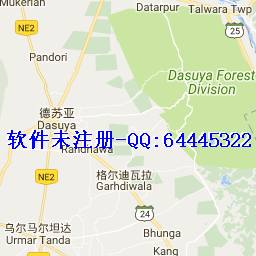 Mukerian
Datarpur
Talwara Twp
NE2
25
Pandori
Dasuya Forest
Division
德苏亚
Dasuya
软件未注册-QQ:64445322
Randhawa
格尔迪瓦拉
Garhdiwala
NE2
24
乌尔马尔坦达
Urmar Tanda
Bhunga
Kang